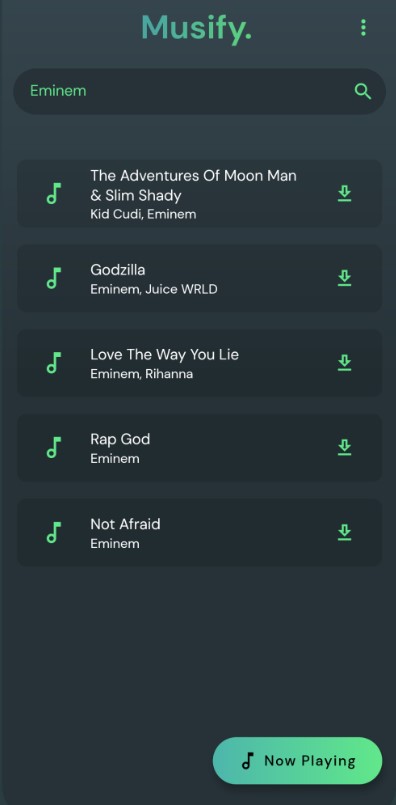 Musify.
Eminem
The Adventures Of Moon Man
& Slim Shady
Kid Cudi, Eminem
Godzilla
Eminem, Juice WRLD
Love The Way You Lie
Eminem, Rihanna
Rap God
Eminem
Not Afraid
Eminem
Now Playing